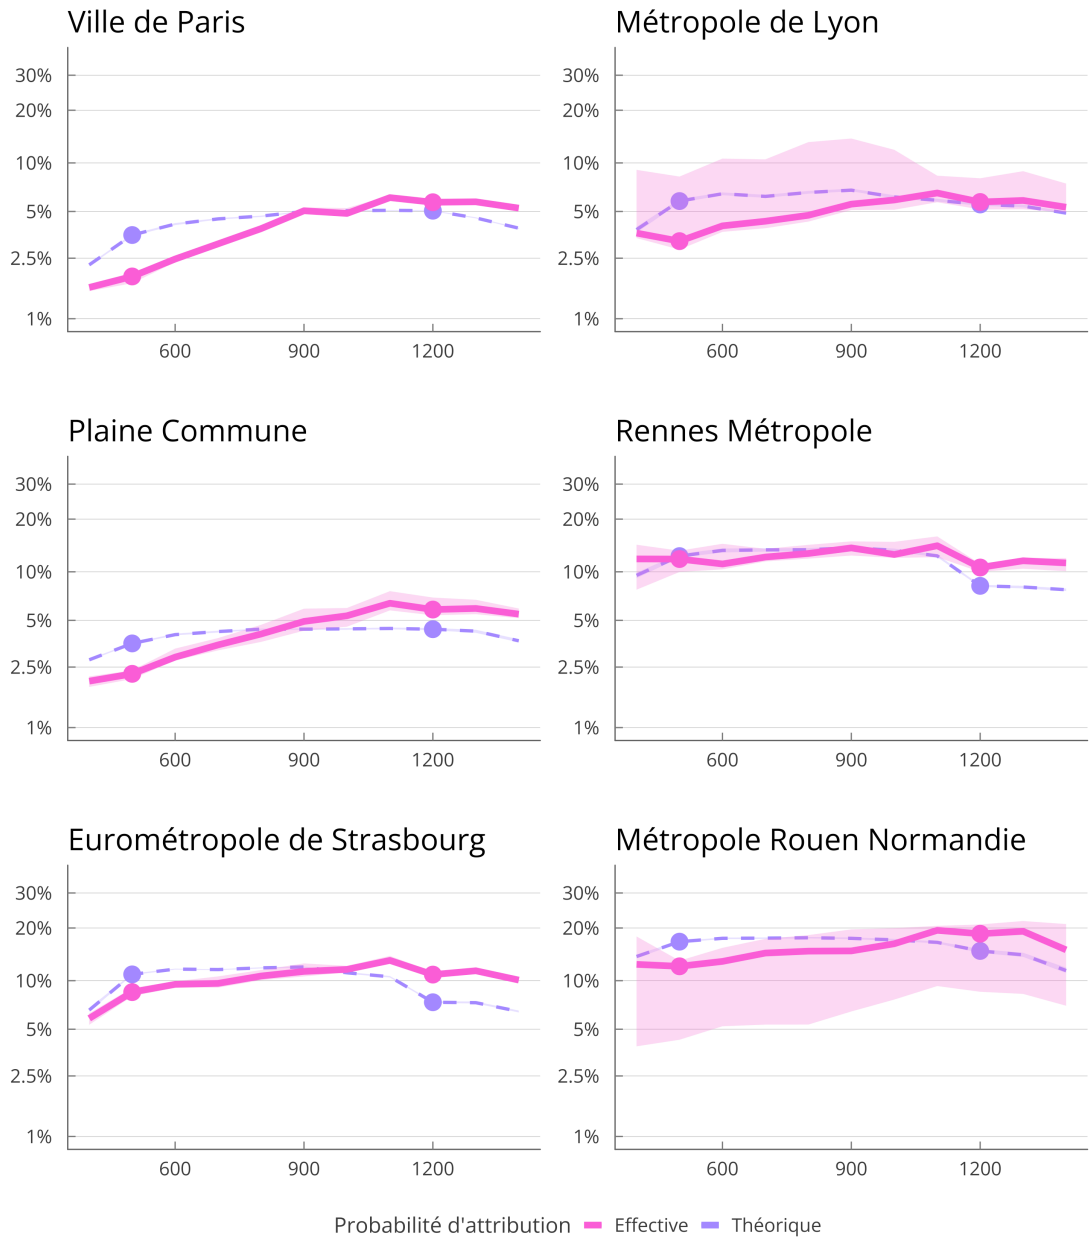 Ville de Paris
30%
20%
10%
5%
2.5%
1%
600 900 1200
Métropole de Lyon
30%
20%
10%
5%
2.5%
1%
600 900 1200
Plaine Commune
30%
20%
10%
5%
2.5%
1%
600 900 1200
Rennes Métropole
30%
20%
10%
5%
2.5%
1%
600 900 1200
Eurométropole de Strasbourg
30%
20%
10%
5%
2.5%
1%
600 900 1200
Métropole Rouen Normandie
30%
20%
10%
5%
2.5%
1%
600 900 1200
Probabilité d'attribution Effective Théorique